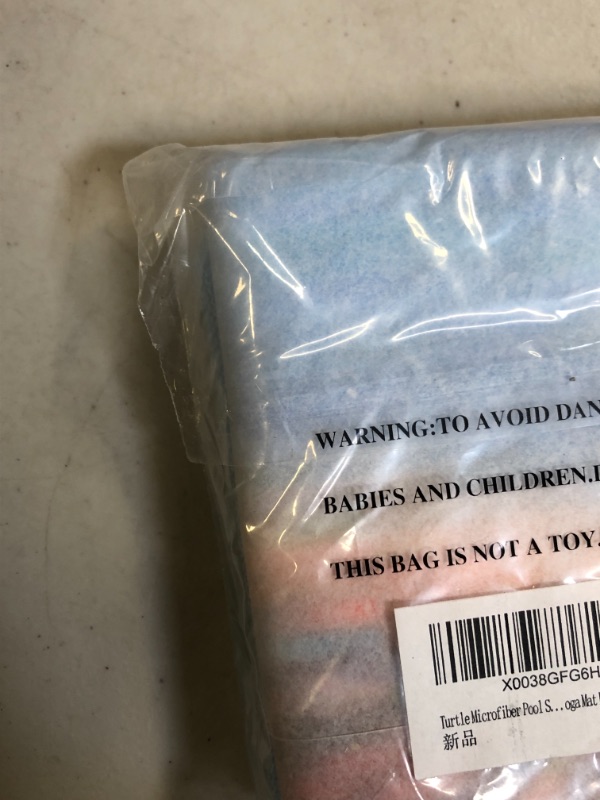 WARNING:TO AVOID DAN
BABIES AND CHILDREN.
THIS BAG IS NOT A TOY.
X0038GFG6H
Turtle Microfiber Pool S...oga Mat
新品